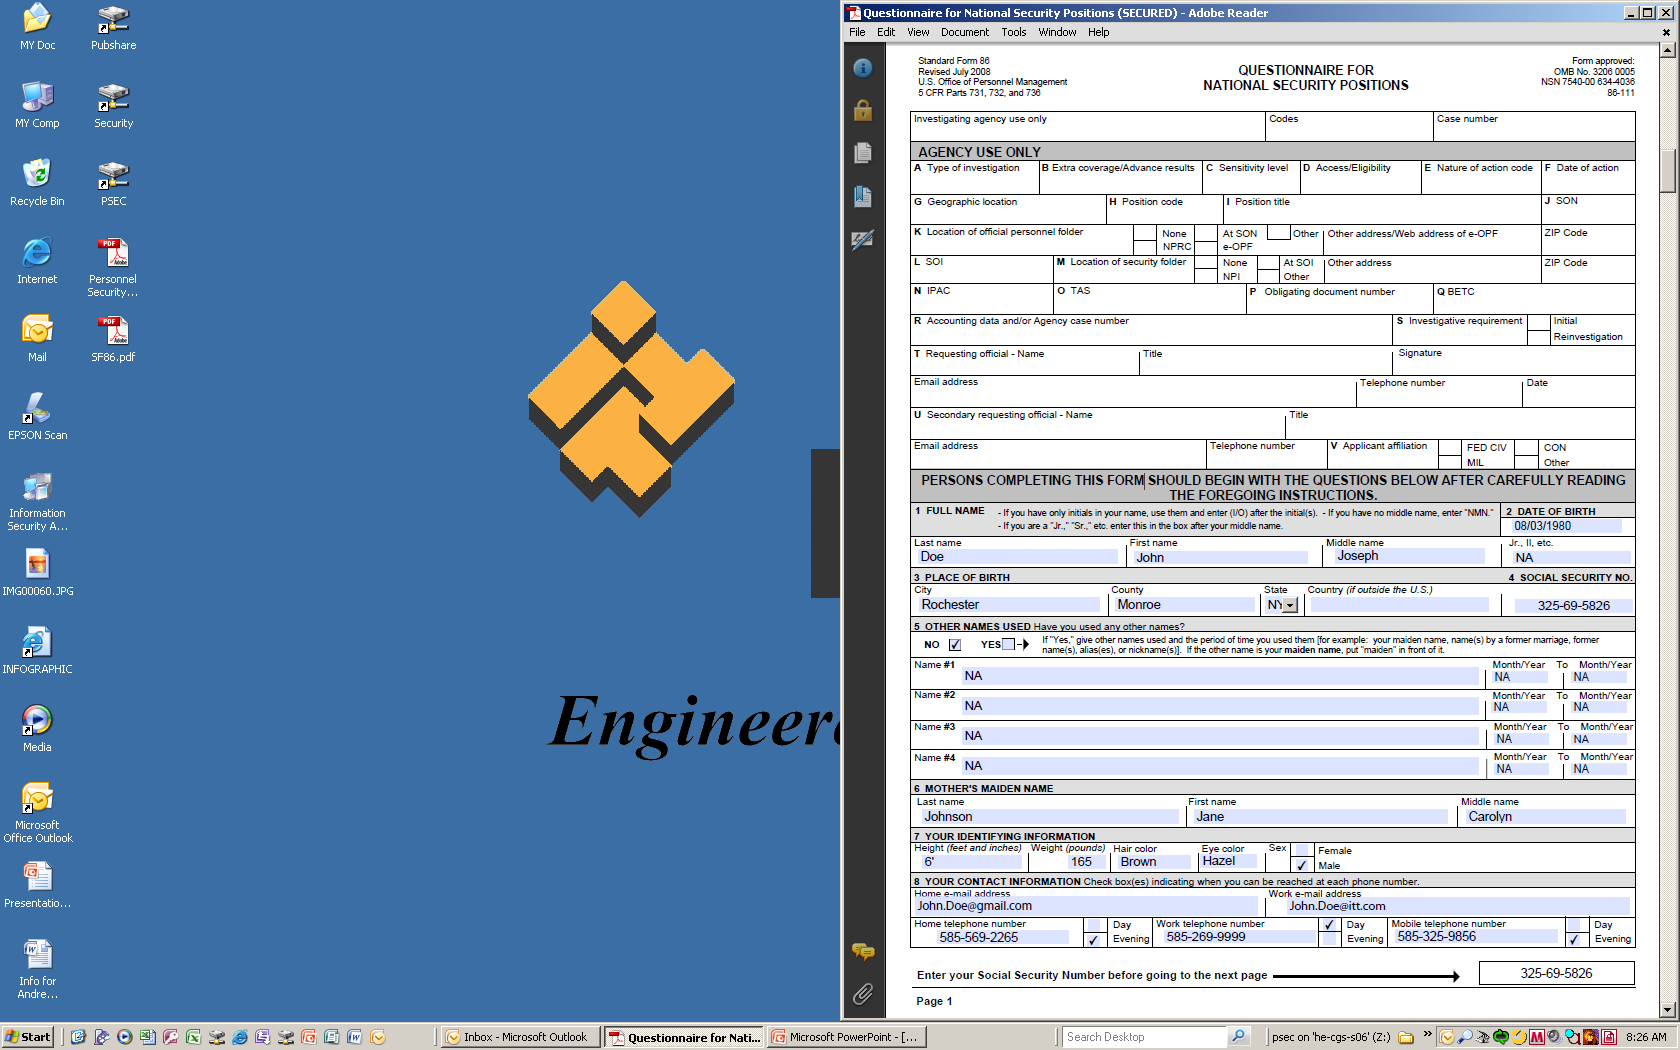 MY Doc
Pubshare
MY Comp
Security
Recycle Bin
PSEC
Internet
Personnel
Security...
Mail
SF86.pdf
EPSON Scan
Information
Security A...
IMG00060.JPG
INFOGRAPHIC
Media
Microsoft
Office Outlook
Presentatio...
Info for
Andre...
Engineere
Questionnaire for National Security Positions (SECURED) - Adobe Reader
File Edit View Document Tools Window Help
Standard Form 86
Revised July 2008
U.S. Office of Personnel Management
5 CFR Parts 731, 732, and 736
QUESTIONNAIRE FOR
NATIONAL SECURITY POSITIONS
Form approved:
OMB No. 3206 0005
NSN 7540-00 634-4036
86-111
Investigating agency use only Codes Case number
AGENCY USE ONLY
A Type of investigation B Extra coverage/Advance results C Sensitivity level D Access/Eligibility E Nature of action code F Date of action
G Geographic location H Position code I Position title J SON
K Location of official personnel folder None At SON Other Other address/Web address of e-OPF ZIP Code
NPRC e-OPF
L SOI M Location of security folder None At SOI Other address ZIP Code
NPI Other
N IPAC O TAS P Obligating document number Q BETC
R Accounting data and/or Agency case number S Investigative requirement Initial
Reinvestigation
T Requesting official - Name Title Signature
Email address Telephone number Date
U Secondary requesting official - Name Title
Email address Telephone number V Applicant affiliation FED CIV CON
MIL Other
PERSONS COMPLETING THIS FORM SHOULD BEGIN WITH THE QUESTIONS BELOW AFTER CAREFULLY READING
THE FOREGOING INSTRUCTIONS.
1 FULL NAME - If you have only initials in your name, use them and enter (I/O) after the initial(s). - If you have no middle name, enter "NMN."
- If you are a "Jr.," "Sr.," etc. enter this in the box after your middle name.
2 DATE OF BIRTH
08/03/1980
Last name First name Middle name Jr., II, etc.
Doe John Joseph NA
3 PLACE OF BIRTH 4 SOCIAL SECURITY NO.
City County State Country (if outside the U.S.)
Rochester Monroe NY 325-69-5826
5 OTHER NAMES USED Have you used any other names?
NO YES If "Yes," give other names used and the period of time you used them [for example: your maiden name, name(s) by a former marriage, former
name(s), alias(es), or nickname(s)]. If the other name is your maiden name, put "maiden" in front of it.
Name #1 Month/Year To Month/Year
NA NA NA
Name #2 Month/Year To Month/Year
NA NA NA
Name #3 Month/Year To Month/Year
NA NA NA
Name #4 Month/Year To Month/Year
NA NA NA
6 MOTHER'S MAIDEN NAME
Last name First name Middle name
Johnson Jane Carolyn
7 YOUR IDENTIFYING INFORMATION
Height (feet and inches) Weight (pounds) Hair color Eye color Sex Female
6' 165 Brown Hazel Male
8 YOUR CONTACT INFORMATION Check box(es) indicating when you can be reached at each phone number.
Home e-mail address Work e-mail address
John.Doe@gmail.com John.Doe@itt.com
Home telephone number Day Work telephone number Day Mobile telephone number Day
585-569-2265 Evening 585-269-9999 Evening 585-325-9856 Evening
Enter your Social Security Number before going to the next page 325-69-5826
Page 1
Start Inbox - Microsoft Outlook Questionnaire for Nati... Microsoft PowerPoint - [... Search Desktop psec on 'he-cgs-s06' (Z:) » 8:26 AM